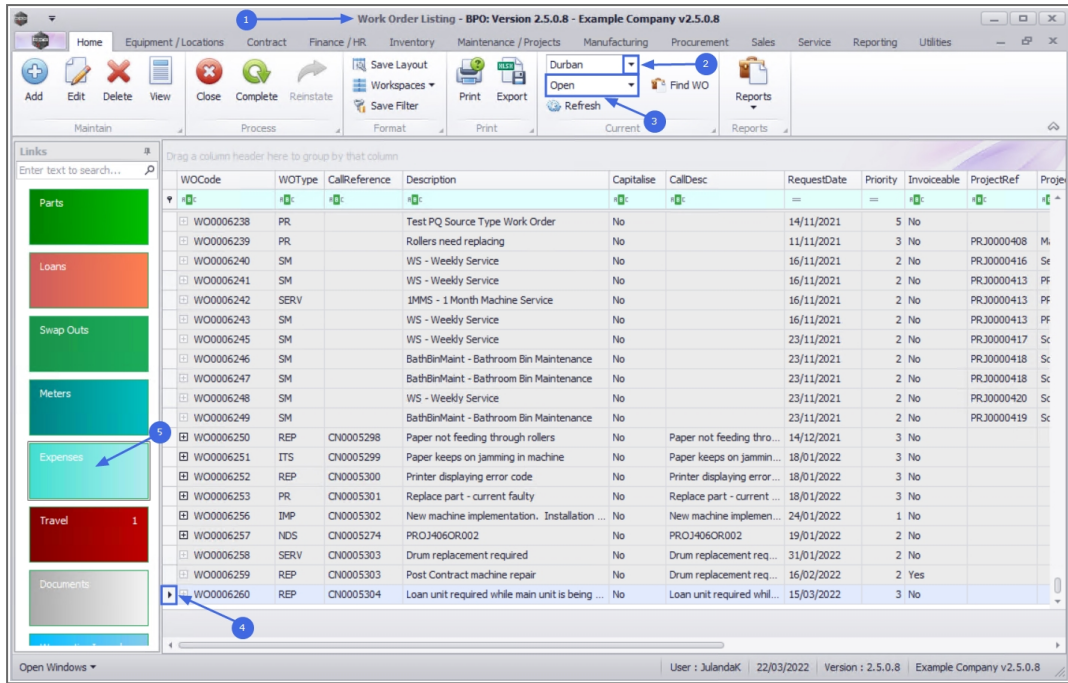 1
Work Order Listing - BPO: Version 2.5.0.8 - Example Company v2.5.0.8
Home Equipment / Locations Contract Finance / HR Inventory Maintenance / Projects Manufacturing Procurement Sales Service Reporting Utilities
Add Edit Delete View
Maintain
Close Complete Reinstate
Process
Save Layout
Workspaces
Save Filter
Format
Print Export
Print
Durban
2
Open
Find WO
Refresh
3
Current
Reports
Reports
Links
Enter text to search...
Parts
Loans
Swap Outs
Meters
5
Expenses
Travel 1
Documents
Drag a column header here to group by that column
WOCode WOType CallReference Description Capitalise CallDesc RequestDate Priority Invoiceable ProjectRef Proje
WO0006238 PR Test PQ Source Type Work Order No 14/11/2021 5 No
WO0006239 PR Rollers need replacing No 11/11/2021 3 No PRJ0000408
WO0006240 SM WS - Weekly Service No 16/11/2021 2 No PRJ0000416 Se
WO0006241 SM WS - Weekly Service No 16/11/2021 2 No PRJ0000413 PF
WO0006242 SERV 1MMS - 1 Month Machine Service No 16/11/2021 2 No PRJ0000413 PF
WO0006243 SM WS - Weekly Service No 16/11/2021 2 No PRJ0000413 PF
WO0006245 SM WS - Weekly Service No 23/11/2021 2 No PRJ0000417 Sc
WO0006246 SM BathBinMaint - Bathroom Bin Maintenance No 23/11/2021 2 No PRJ0000418 Sc
WO0006247 SM BathBinMaint - Bathroom Bin Maintenance No 23/11/2021 2 No PRJ0000418 Sc
WO0006248 SM WS - Weekly Service No 23/11/2021 2 No PRJ0000420 Sc
WO0006249 SM BathBinMaint - Bathroom Bin Maintenance No 23/11/2021 2 No PRJ0000419 Sc
WO0006250 REP CN0005298 Paper not feeding through rollers No Paper not feeding thro... 14/12/2021 3 No
WO0006251 ITS CN0005299 Paper keeps on jamming in machine No Paper keeps on jammin... 18/01/2022 3 No
WO0006252 REP CN0005300 Printer displaying error code No Printer displaying error... 18/01/2022 3 No
WO0006253 PR CN0005301 Replace part - current faulty No Replace part - current ... 18/01/2022 3 No
WO0006256 IMP CN0005302 New machine implementation. Installation ... No New machine implemen... 24/01/2022 1 No
WO0006257 NDS CN0005274 PROJ406OR002 No PROJ406OR002 19/01/2022 2 No
WO0006258 SERV CN0005303 Drum replacement required No Drum replacement req... 31/01/2022 2 No
WO0006259 REP CN0005303 Post Contract machine repair No Drum replacement req... 16/02/2022 2 Yes
WO0006260 REP CN0005304 Loan unit required while main unit is being ... No Loan unit required whil... 15/03/2022 3 No
4
Open Windows User : JulandaK 22/03/2022 Version : 2.5.0.8 Example Company v2.5.0.8